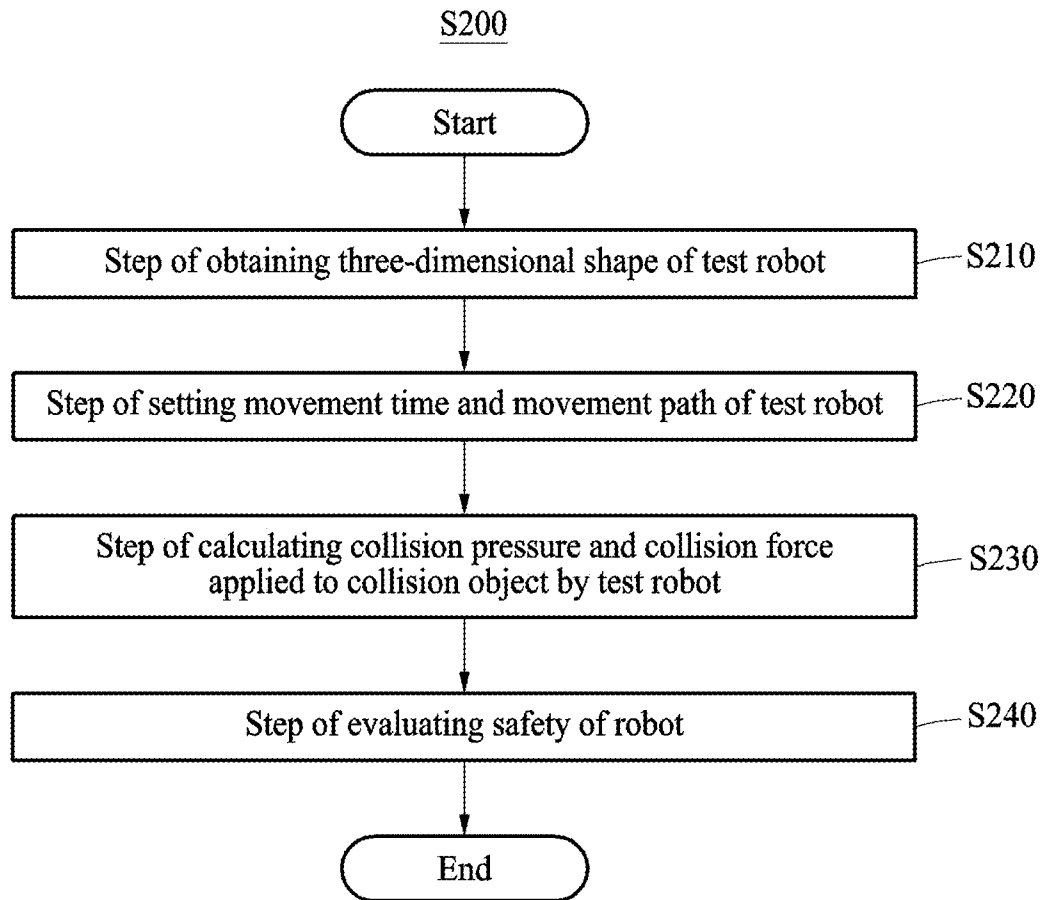 S200
Start
Step of obtaining three-dimensional shape of test robot
S210
Step of setting movement time and movement path of test robot
S220
Step of calculating collision pressure and collision force
applied to collision object by test robot
S230
Step of evaluating safety of robot
S240
End